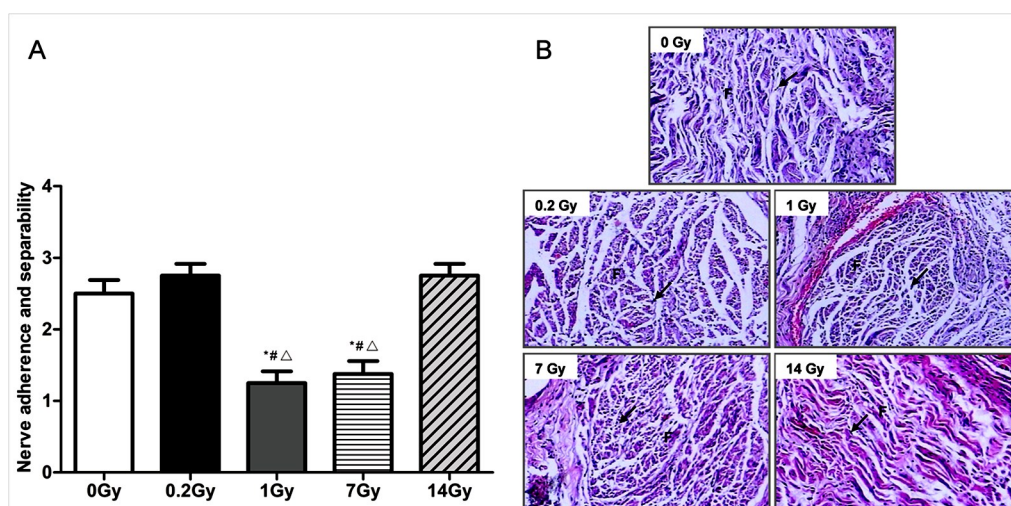 A
Nerve adherence and separability
4
3
2
1
0
*# △
*# △
0Gy
0.2Gy
1Gy
7Gy
14Gy
B
0 Gy
F
0.2 Gy
F
1 Gy
F
7 Gy
F
14 Gy
F